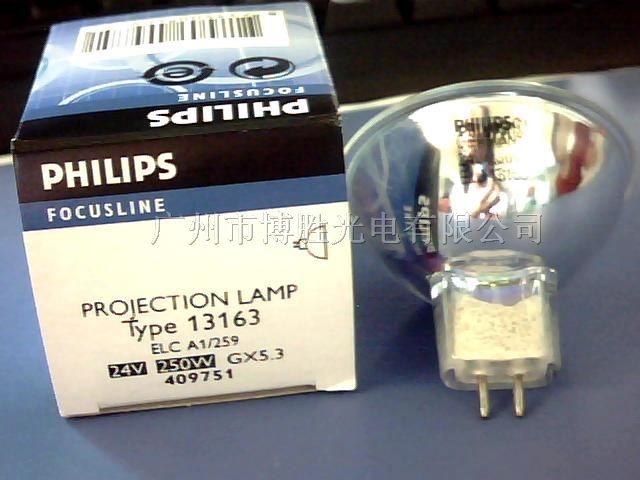 PHILIPS
FOCUSLINE
PHILIPS
FOCUSLINE
广州市博胜光电有限公司
PROJECTION LAMP
Type 13163
ELC A1/259
24V 250W GX5.3
409751
PHILIPS